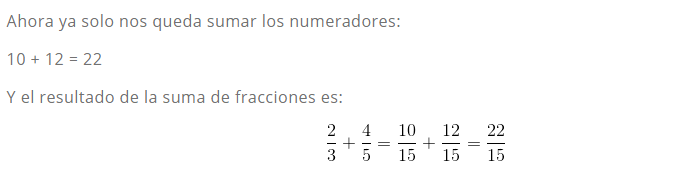 Ahora ya solo nos queda sumar los numeradores:
10 + 12 = 22
Y el resultado de la suma de fracciones es:
2/3 + 4/5 = 10/15 + 12/15 = 22/15